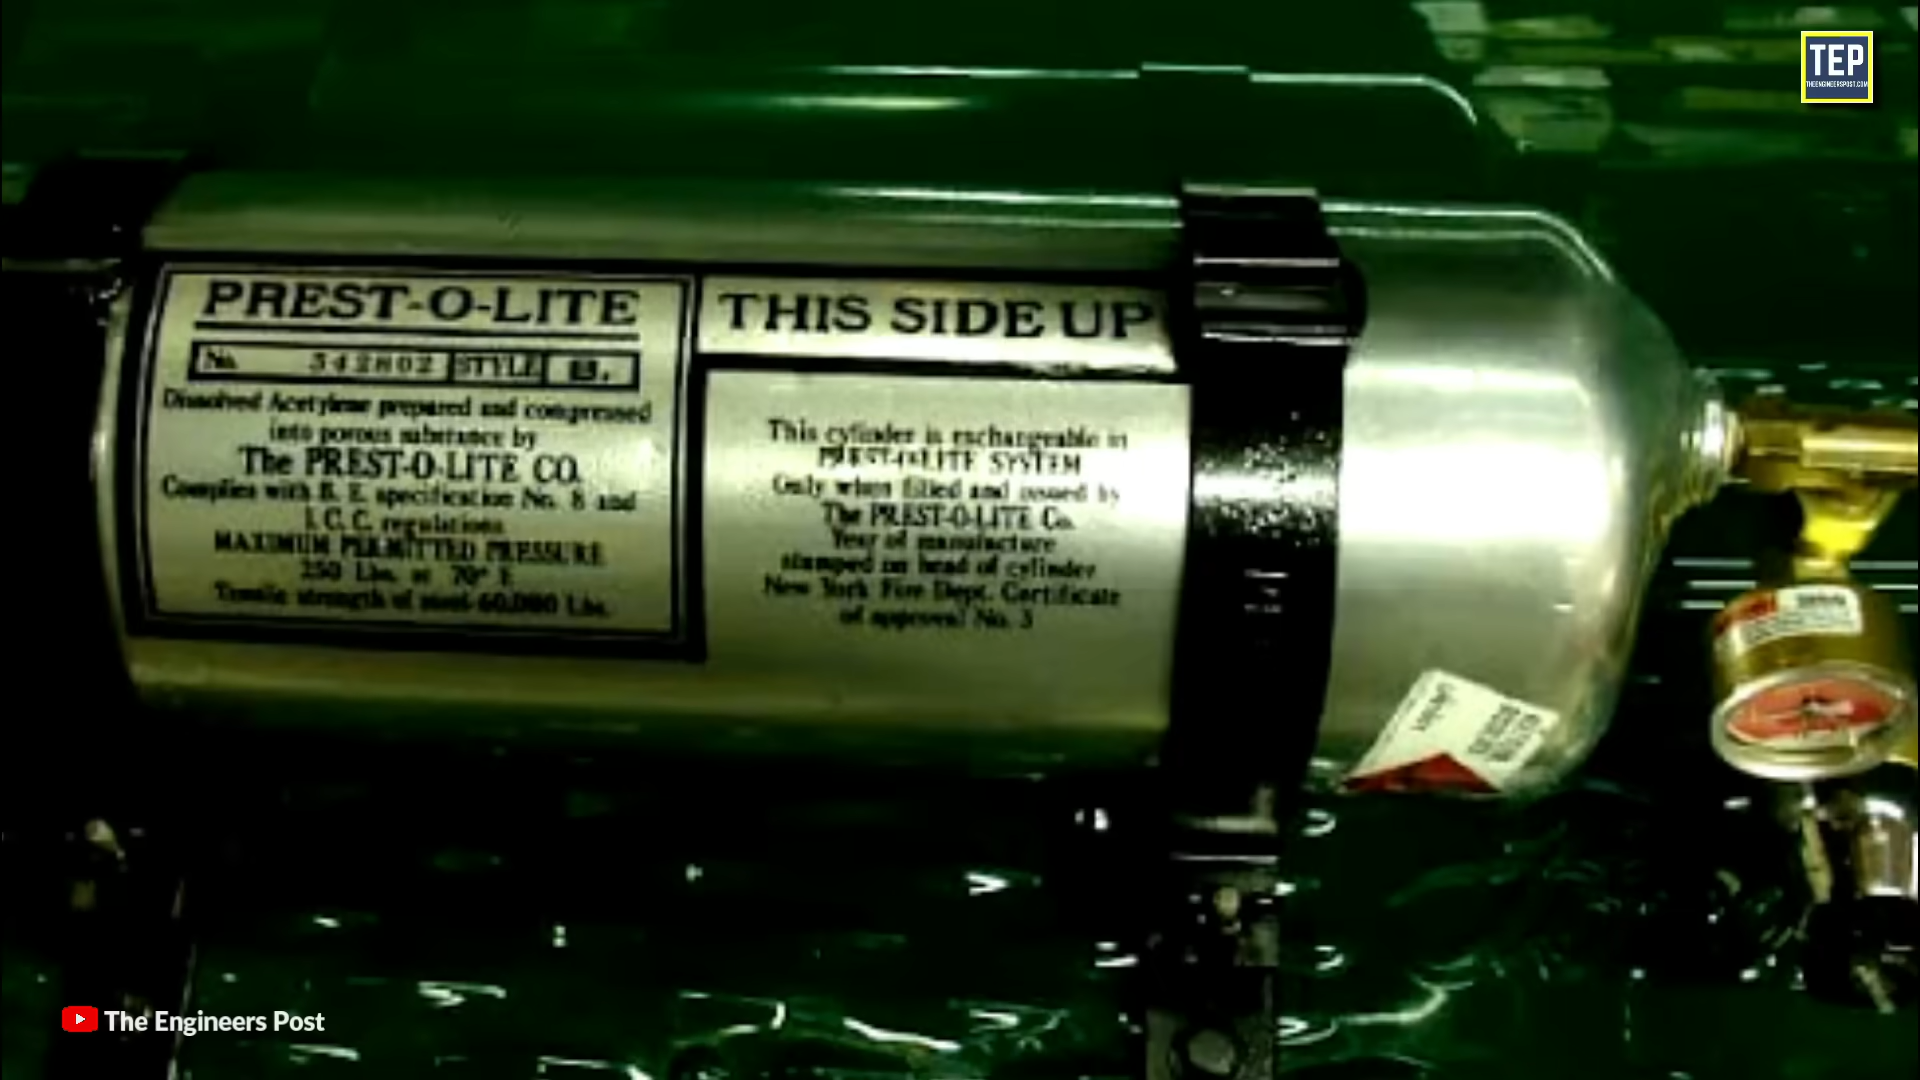 TEP
THEENGINEERSPOST.COM
PREST-O-LITE
No. 342802 STYLE B.
Dissolved Acetylene prepared and compressed
into porous substance by
The PREST-O-LITE CO.
Complies with B. E. specification No. 8 and
I. C. C. regulations
MAXIMUM PERMITTED PRESSURE
250 Lbs. at 70° F
Tensile strength of steel 60,000 Lbs.
THIS SIDE UP
This cylinder is exchangeable in
PREST-O-LITE SYSTEM
Only when filled and issued by
The PREST-O-LITE Co.
Year of manufacture
stamped on head of cylinder
New York Fire Dept. Certificate
of approval No. 3
The Engineers Post